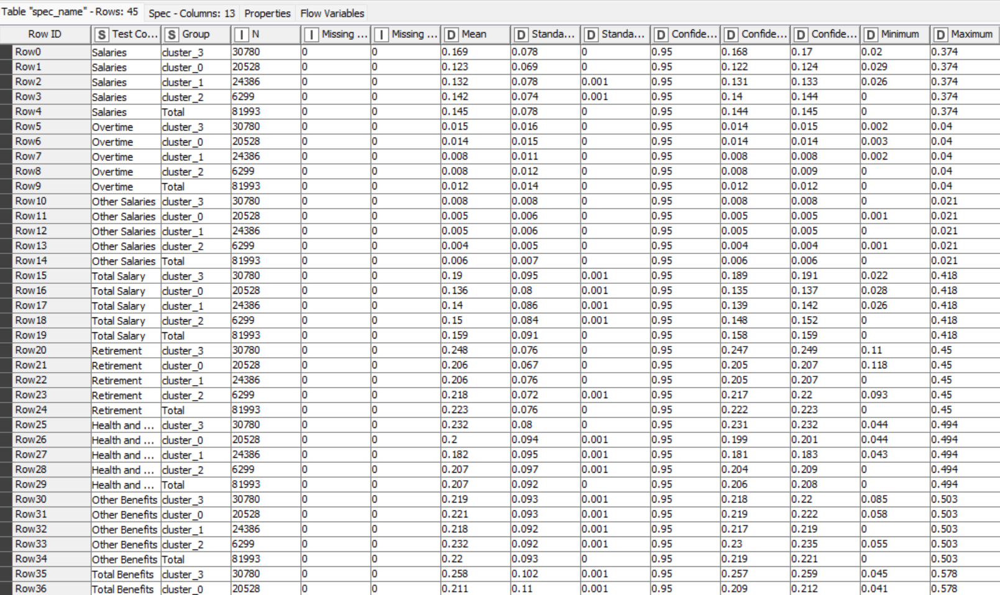 Table "spec_name" - Rows: 45 Spec - Columns: 13 Properties Flow Variables
Row ID S Test Co... S Group I N I Missing ... I Missing ... D Mean D Standa... D Standa... D Confide... D Confide... D Confide... D Minimum D Maximum
Row0 Salaries cluster_3 30780 0 0 0.169 0.078 0 0.95 0.168 0.17 0.02 0.374
Row1 Salaries cluster_0 20528 0 0 0.123 0.069 0 0.95 0.122 0.124 0.029 0.374
Row2 Salaries cluster_1 24386 0 0 0.132 0.078 0.001 0.95 0.131 0.133 0.026 0.374
Row3 Salaries cluster_2 6299 0 0 0.142 0.074 0.001 0.95 0.14 0.144 0 0.374
Row4 Salaries Total 81993 0 0 0.145 0.078 0 0.95 0.144 0.145 0 0.374
Row5 Overtime cluster_3 30780 0 0 0.015 0.016 0 0.95 0.014 0.015 0.002 0.04
Row6 Overtime cluster_0 20528 0 0 0.014 0.015 0 0.95 0.014 0.014 0.003 0.04
Row7 Overtime cluster_1 24386 0 0 0.008 0.011 0 0.95 0.008 0.008 0.002 0.04
Row8 Overtime cluster_2 6299 0 0 0.008 0.012 0 0.95 0.008 0.009 0 0.04
Row9 Overtime Total 81993 0 0 0.012 0.014 0 0.95 0.012 0.012 0 0.04
Row10 Other Salaries cluster_3 30780 0 0 0.008 0.008 0 0.95 0.008 0.008 0 0.021
Row11 Other Salaries cluster_0 20528 0 0 0.005 0.006 0 0.95 0.005 0.005 0.001 0.021
Row12 Other Salaries cluster_1 24386 0 0 0.005 0.006 0 0.95 0.005 0.005 0 0.021
Row13 Other Salaries cluster_2 6299 0 0 0.004 0.005 0 0.95 0.004 0.004 0.001 0.021
Row14 Other Salaries Total 81993 0 0 0.006 0.007 0 0.95 0.006 0.006 0 0.021
Row15 Total Salary cluster_3 30780 0 0 0.19 0.095 0.001 0.95 0.189 0.191 0.022 0.418
Row16 Total Salary cluster_0 20528 0 0 0.136 0.08 0.001 0.95 0.135 0.137 0.028 0.418
Row17 Total Salary cluster_1 24386 0 0 0.14 0.086 0.001 0.95 0.139 0.142 0.026 0.418
Row18 Total Salary cluster_2 6299 0 0 0.15 0.084 0.001 0.95 0.148 0.152 0 0.418
Row19 Total Salary Total 81993 0 0 0.159 0.091 0 0.95 0.158 0.159 0 0.418
Row20 Retirement cluster_3 30780 0 0 0.248 0.076 0 0.95 0.247 0.249 0.11 0.45
Row21 Retirement cluster_0 20528 0 0 0.206 0.067 0 0.95 0.205 0.207 0.118 0.45
Row22 Retirement cluster_1 24386 0 0 0.206 0.076 0 0.95 0.205 0.207 0 0.45
Row23 Retirement cluster_2 6299 0 0 0.218 0.072 0.001 0.95 0.217 0.22 0.093 0.45
Row24 Retirement Total 81993 0 0 0.223 0.076 0 0.95 0.222 0.223 0 0.45
Row25 Health and ... cluster_3 30780 0 0 0.232 0.08 0 0.95 0.231 0.232 0.044 0.494
Row26 Health and ... cluster_0 20528 0 0 0.2 0.094 0.001 0.95 0.199 0.201 0.044 0.494
Row27 Health and ... cluster_1 24386 0 0 0.182 0.095 0.001 0.95 0.181 0.183 0.043 0.494
Row28 Health and ... cluster_2 6299 0 0 0.207 0.097 0.001 0.95 0.204 0.209 0 0.494
Row29 Health and ... Total 81993 0 0 0.207 0.092 0 0.95 0.206 0.208 0 0.494
Row30 Other Benefits cluster_3 30780 0 0 0.219 0.093 0.001 0.95 0.218 0.22 0.085 0.503
Row31 Other Benefits cluster_0 20528 0 0 0.221 0.093 0.001 0.95 0.219 0.222 0.058 0.503
Row32 Other Benefits cluster_1 24386 0 0 0.218 0.092 0.001 0.95 0.217 0.219 0 0.503
Row33 Other Benefits cluster_2 6299 0 0 0.232 0.092 0.001 0.95 0.23 0.235 0.055 0.503
Row34 Other Benefits Total 81993 0 0 0.22 0.093 0 0.95 0.219 0.221 0 0.503
Row35 Total Benefits cluster_3 30780 0 0 0.258 0.102 0.001 0.95 0.257 0.259 0.045 0.578
Row36 Total Benefits cluster_0 20528 0 0 0.211 0.11 0.001 0.95 0.209 0.212 0.041 0.578